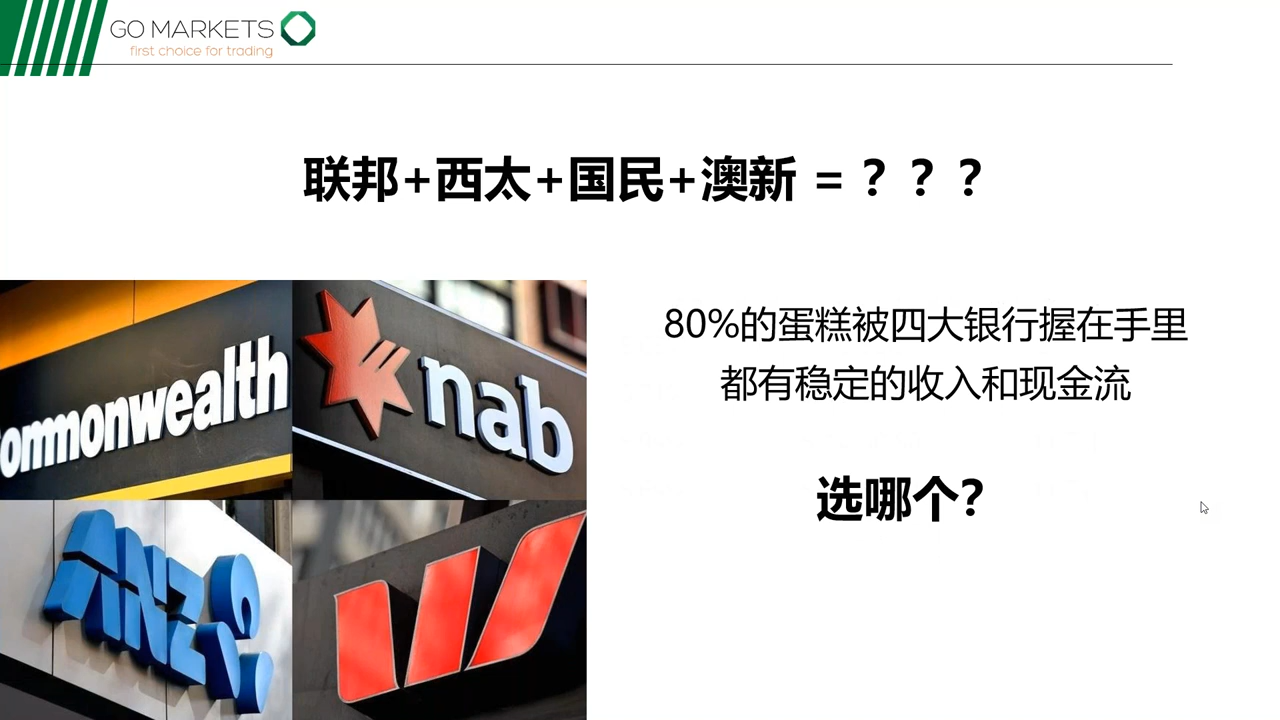 GO MARKETS
first choice for trading
联邦+西太+国民+澳新 = ？？？
80%的蛋糕被四大银行握在手里
都有稳定的收入和现金流
选哪个?
ommonwealth
nab
ANZ